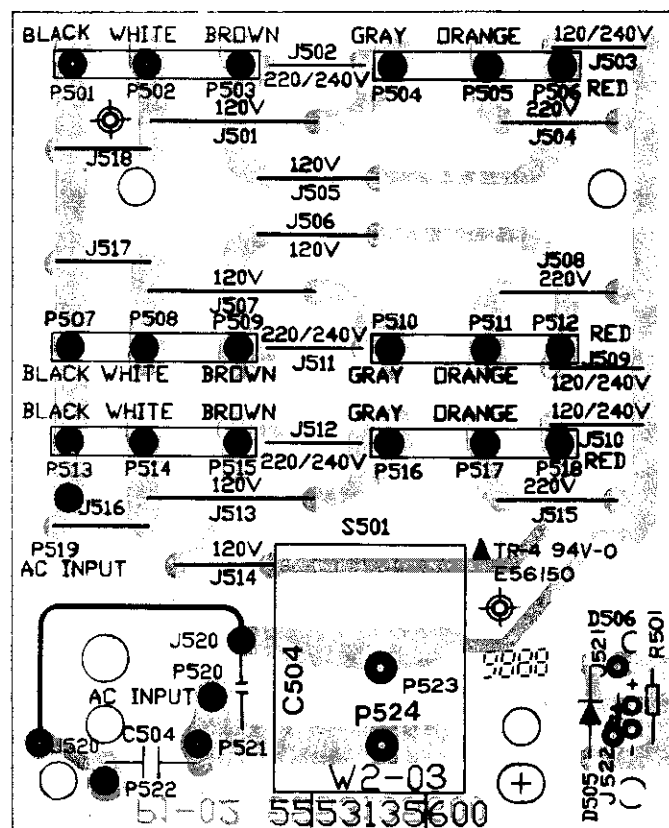 BLACK WHITE BROWN GRAY ORANGE 120/240V
J502 J503
P501 P502 P503 220/240V P504 P505 P506 RED
120V 220V
J501 J504
J518
120V
J505
J506
120V
J517 J508
120V 220V
J507
P507 P508 P509 220/240V P510 P511 P512 RED
J511 J509
BLACK WHITE BROWN GRAY ORANGE 120/240V
BLACK WHITE BROWN GRAY ORANGE 120/240V
J512 J510
P513 P514 P515 220/240V P516 P517 P518 RED
120V 220V
J516 J513 J515
S501
P519 120V TR-4 94V-0
AC INPUT J514 E56150
D506
J520 J521 R501
P520 C504 P523
AC INPUT P524
J520 C504 P521
P522 W2-03 D505 J522
P1-02 5553135600